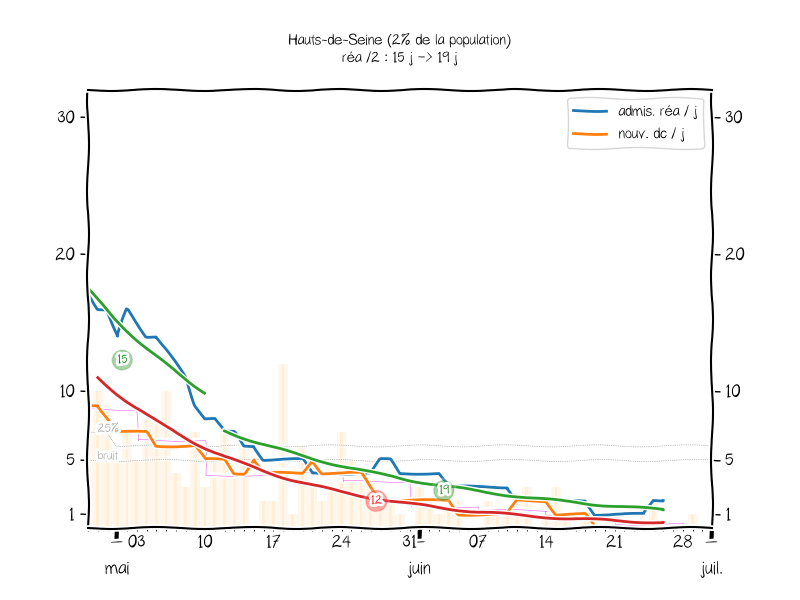 Hauts-de-Seine (2% de la population)
réa /2 : 15 j -> 19 j
admis. réa / j
nouv. dc / j
30
30
20
20
10
10
5
5
1
1
15
25%
bruit
12
19
03
10
17
24
31
07
14
21
28
mai
juin
juil.